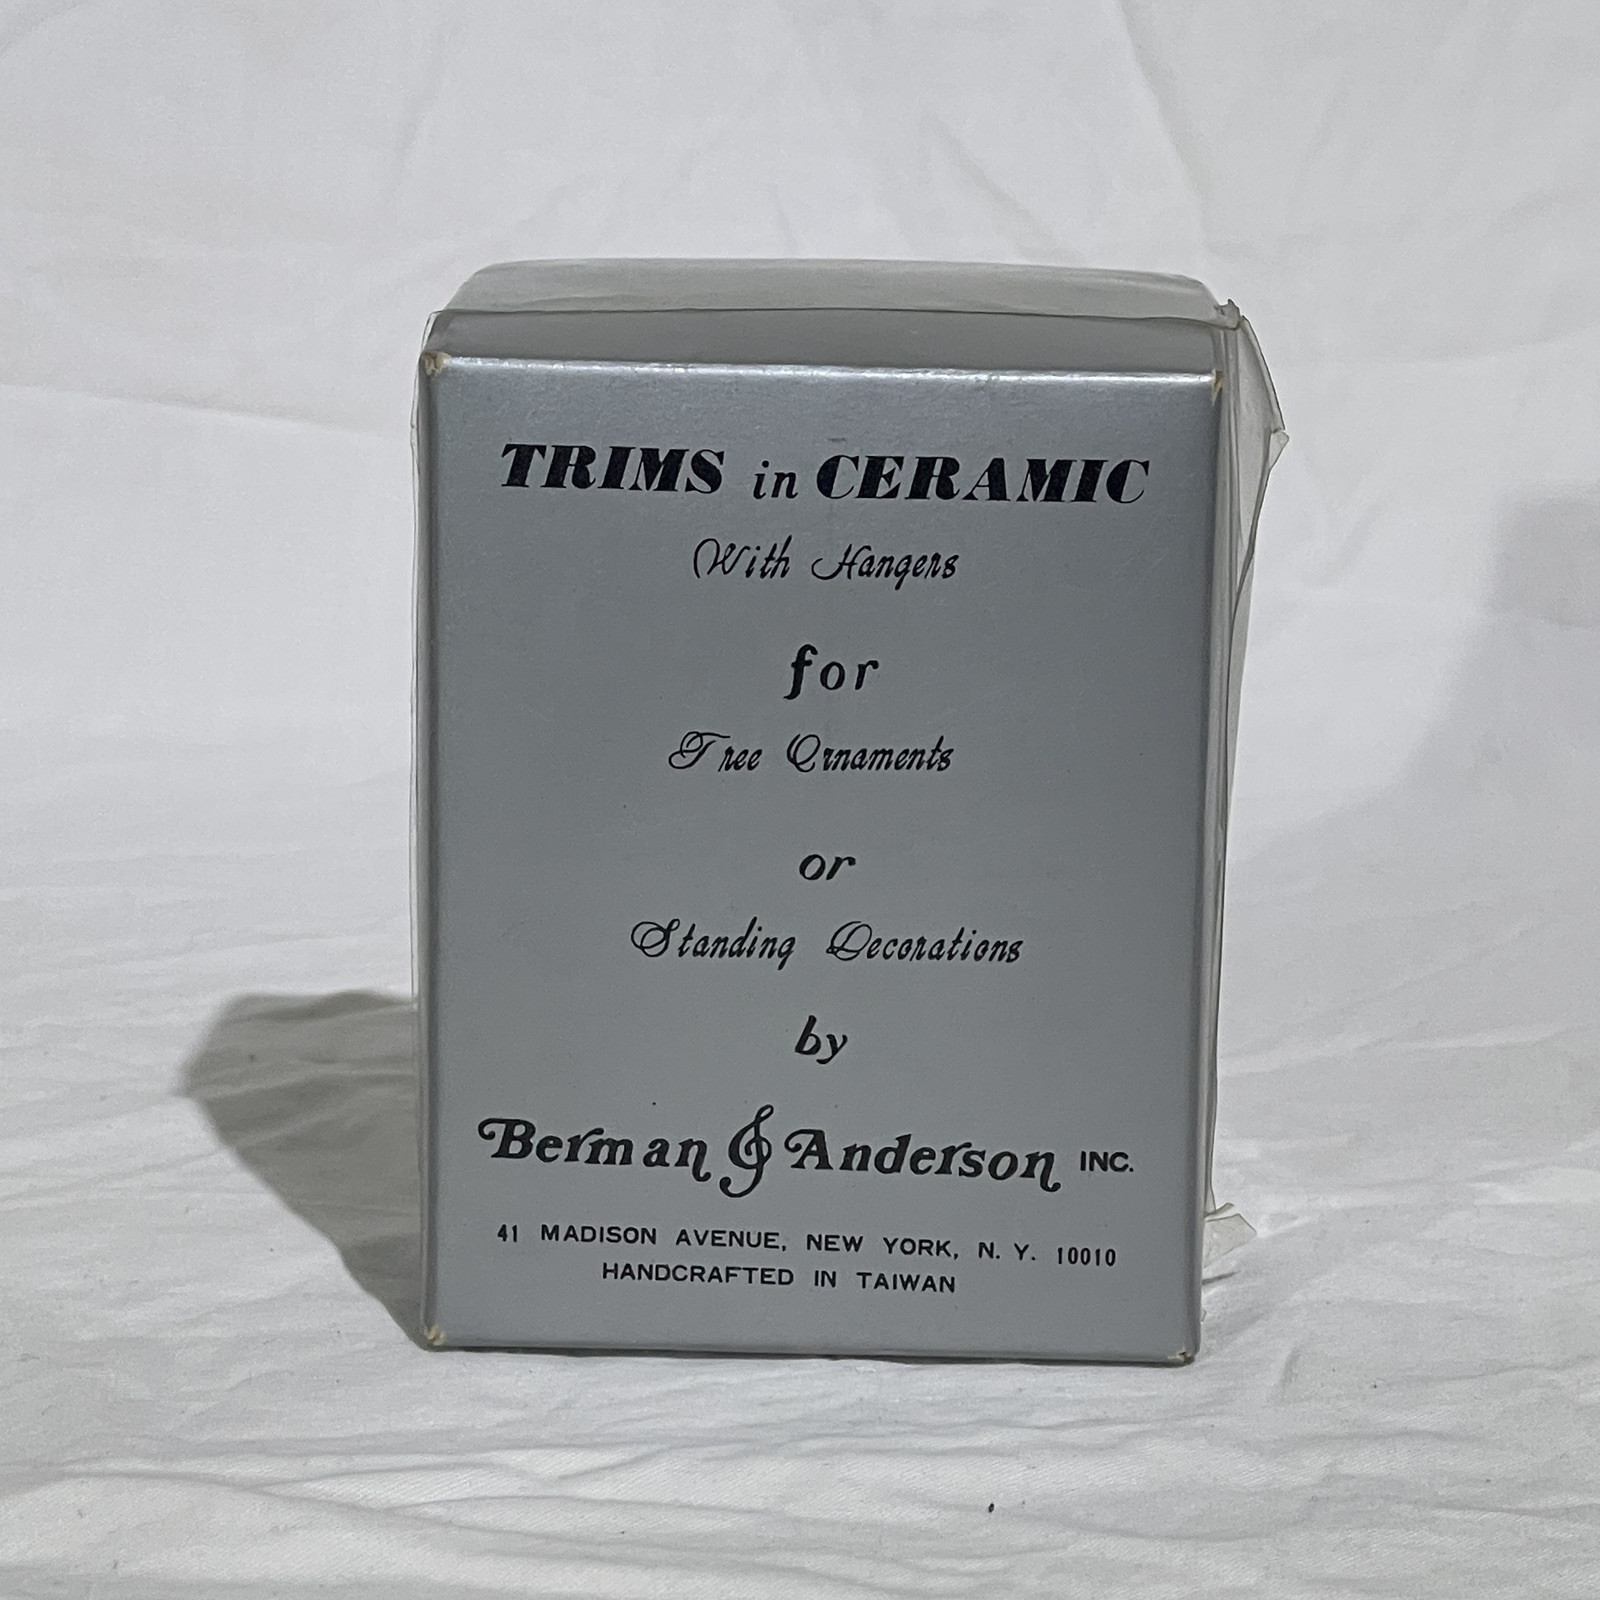 TRIMS in CERAMIC
With Hangers
for
Tree Ornaments
or
Standing Decorations
by
Berman & Anderson INC.
41 MADISON AVENUE, NEW YORK, N. Y. 10010
HANDCRAFTED IN TAIWAN